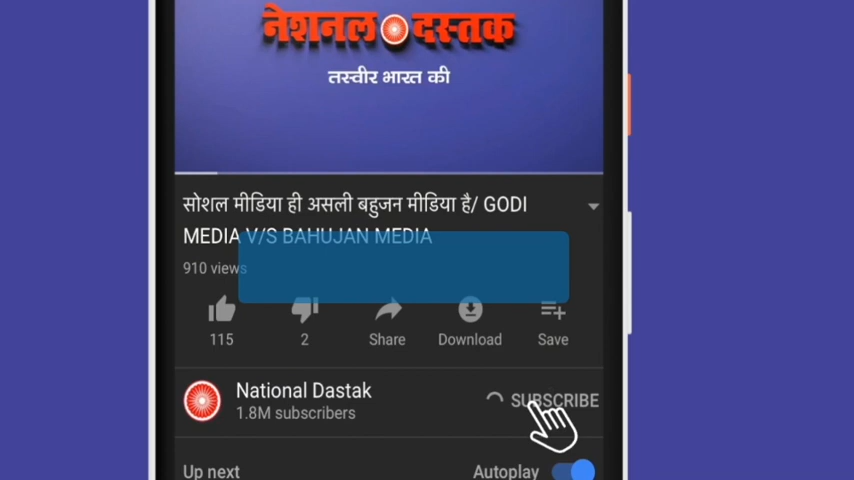 नेशनल दस्तक
तस्वीर भारत की
सोशल मीडिया ही असली बहुजन मीडिया है/ GODI
MEDIA V/S BAHUJAN MEDIA
910 views
115 2 Share Download Save
National Dastak
1.8M subscribers
SUBSCRIBE
Up next Autoplay